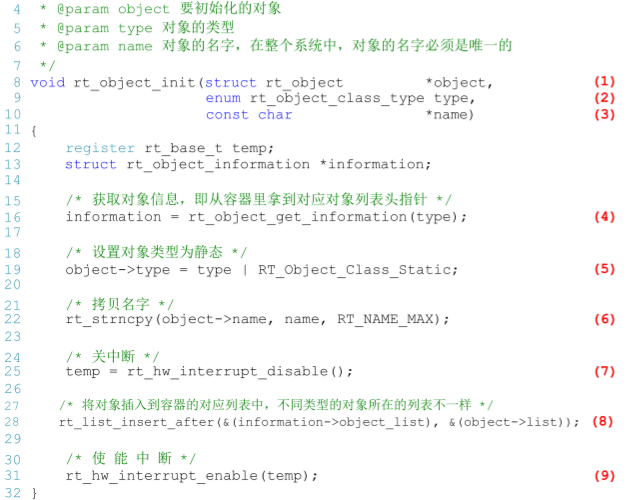 4 * @param object 要初始化的对象
5 * @param type 对象的类型
6 * @param name 对象的名字，在整个系统中，对象的名字必须是唯一的
7 */
8 void rt_object_init(struct rt_object *object, (1)
9 enum rt_object_class_type type, (2)
10 const char *name) (3)
11 {
12 register rt_base_t temp;
13 struct rt_object_information *information;
14
15 /* 获取对象信息，即从容器里拿到对应对象列表头指针 */
16 information = rt_object_get_information(type); (4)
17
18 /* 设置对象类型为静态 */
19 object->type = type | RT_Object_Class_Static; (5)
20
21 /* 拷贝名字 */
22 rt_strncpy(object->name, name, RT_NAME_MAX); (6)
23
24 /* 关中断 */
25 temp = rt_hw_interrupt_disable(); (7)
26
27 /* 将对象插入到容器的对应列表中，不同类型的对象所在的列表不一样 */
28 rt_list_insert_after(&(information->object_list), &(object->list)); (8)
29
30 /* 使 能 中 断 */
31 rt_hw_interrupt_enable(temp); (9)
32 }